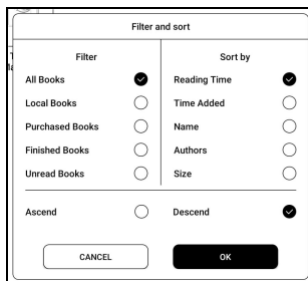 Filter and sort
Filter
All Books
Local Books
Purchased Books
Finished Books
Unread Books
Sort by
Reading Time
Time Added
Name
Authors
Size
Ascend
Descend
CANCEL
OK